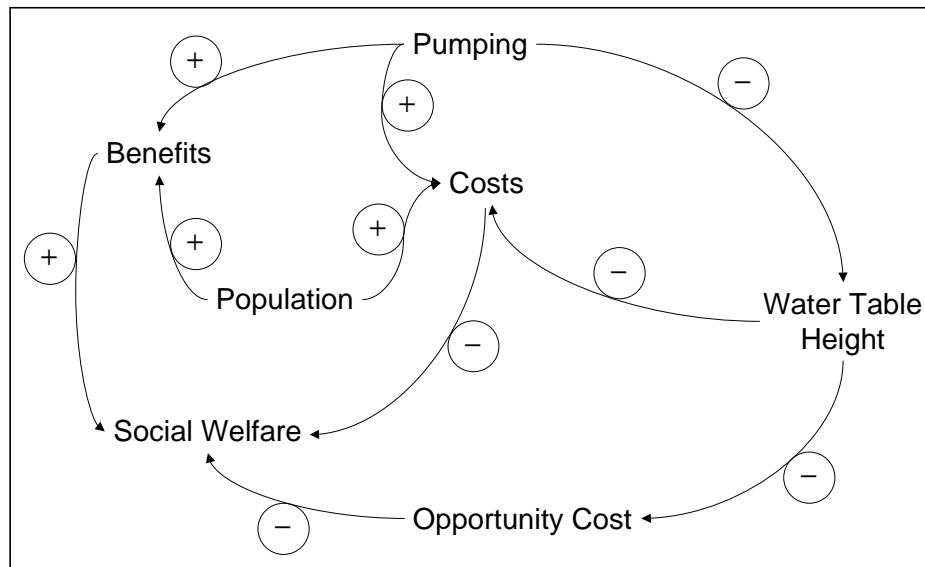 Pumping
+
−
+
Benefits
Costs
+
+
+
−
Population
Water Table
Height
−
Social Welfare
−
Opportunity Cost
−